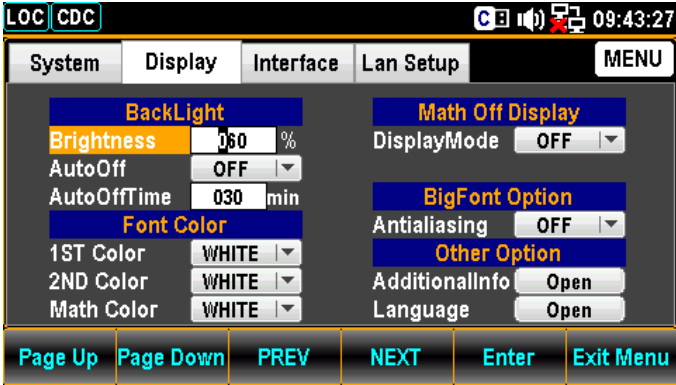 LOC CDC C 09:43:27
System Display Interface Lan Setup MENU
BackLight
Brightness 060 %
AutoOff OFF
AutoOffTime 030 min
Font Color
1ST Color WHITE
2ND Color WHITE
Math Color WHITE
Math Off Display
DisplayMode OFF
BigFont Option
Antialiasing OFF
Other Option
AdditionalInfo Open
Language Open
Page Up Page Down PREV NEXT Enter Exit Menu